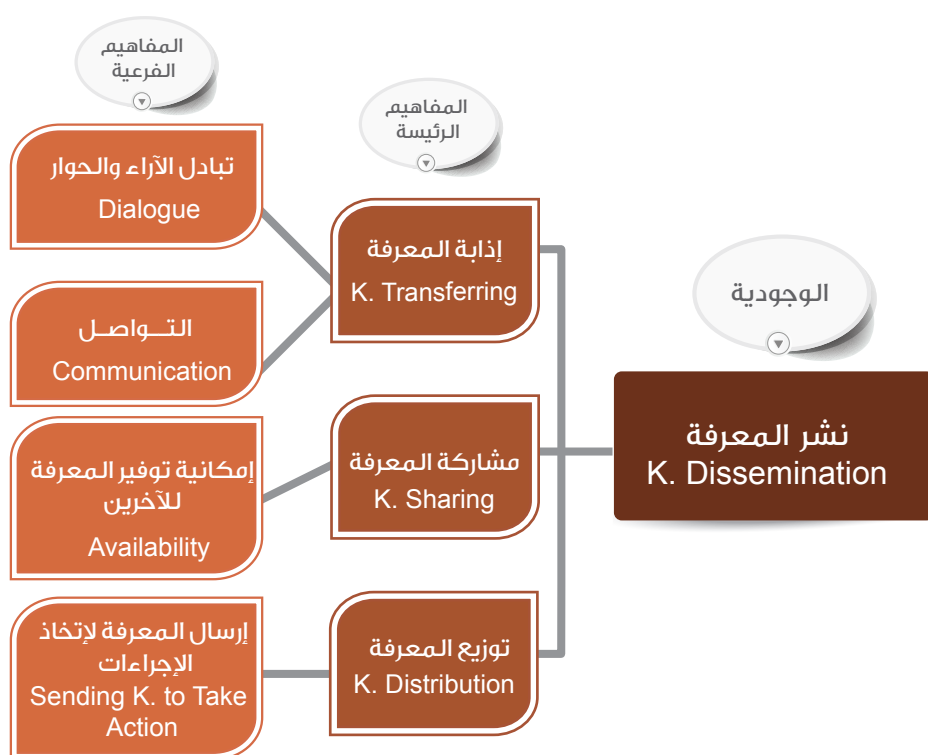 الوجودية
نشر المعرفة
K. Dissemination
المفاهيم
الرئيسة
إذابة المعرفة
K. Transferring
مشاركة المعرفة
K. Sharing
توزيع المعرفة
K. Distribution
المفاهيم
الفرعية
تبادل الآراء والحوار
Dialogue
التـــواصــل
Communication
إمكانية توفير المعرفة
للآخرين
Availability
إرسال المعرفة لإتخاذ
الإجراءات
Sending K. to Take
Action